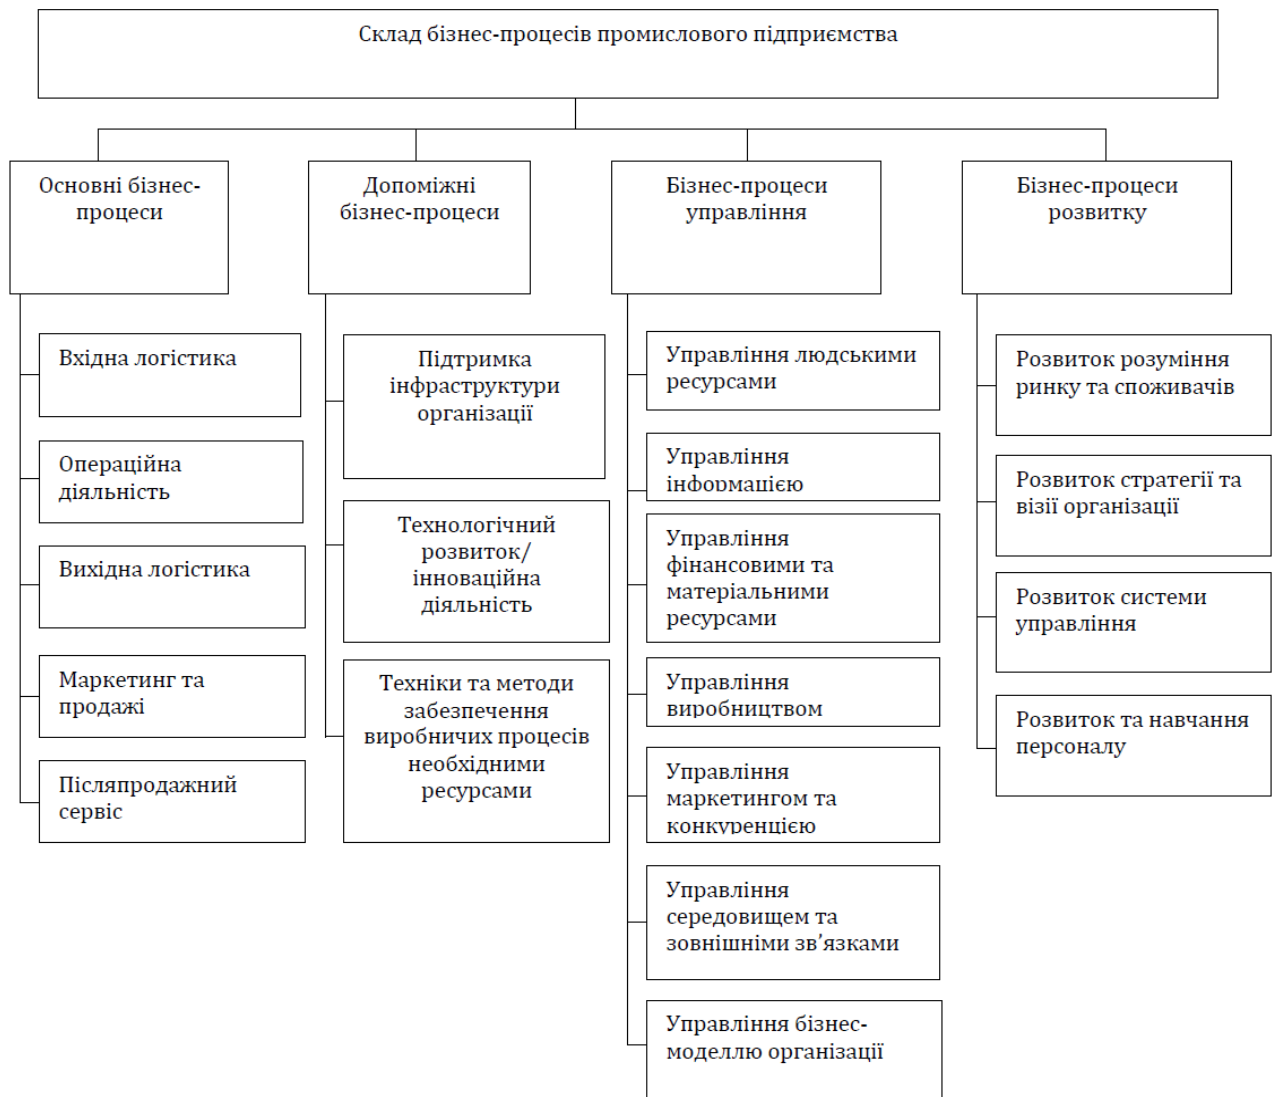 Склад бізнес-процесів промислового підприємства
Основні бізнес-
процеси
Вхідна логістика
Операційна
діяльність
Вихідна логістика
Маркетинг та
продажі
Післяпродажний
сервіс
Допоміжні
бізнес-процеси
Підтримка
інфраструктури
організації
Технологічний
розвиток/
інноваційна
діяльність
Техніки та методи
забезпечення
виробничих процесів
необхідними
ресурсами
Бізнес-процеси
управління
Управління людськими
ресурсами
Управління
інформацією
Управління
фінансовими та
матеріальними
ресурсами
Управління
виробництвом
Управління
маркетингом та
конкуренцією
Управління
середовищем та
зовнішніми зв’язками
Управління бізнес-
моделлю організації
Бізнес-процеси
розвитку
Розвиток розуміння
ринку та споживачів
Розвиток стратегії та
візії організації
Розвиток системи
управління
Розвиток та навчання
персоналу